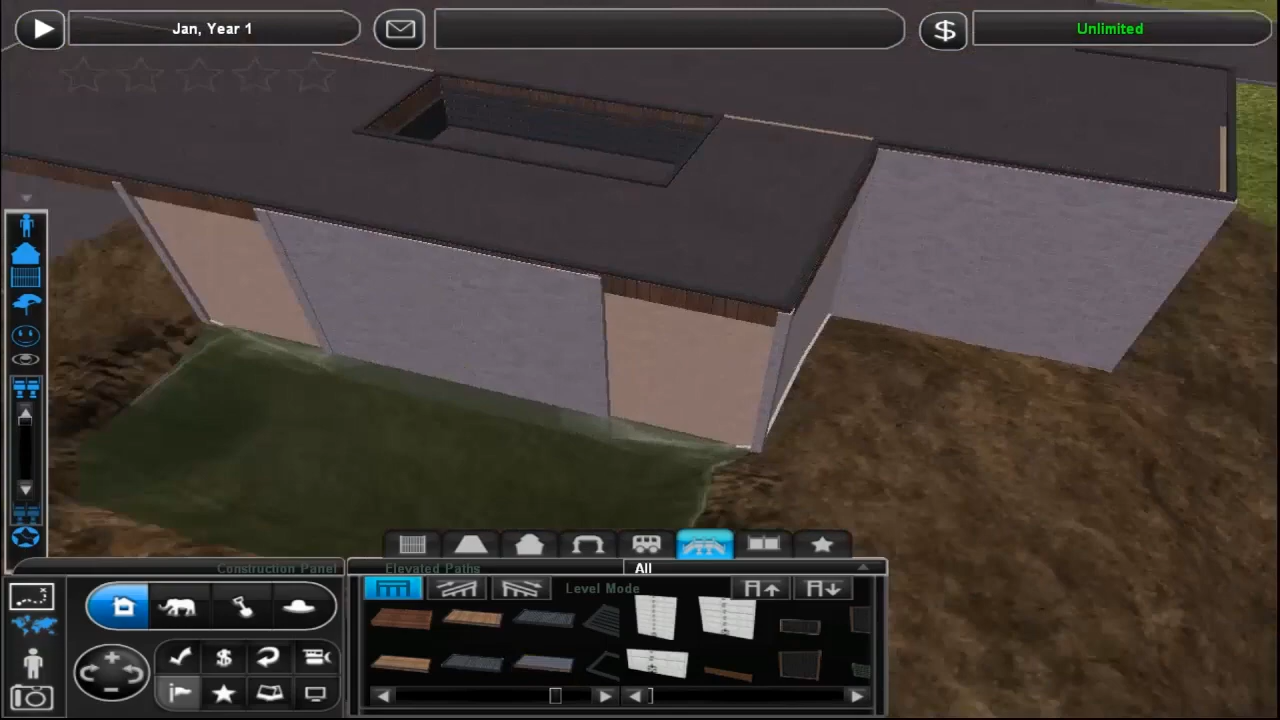 Jan, Year 1
$
Unlimited
Construction Panel
Elevated Paths
All
Level Mode
$